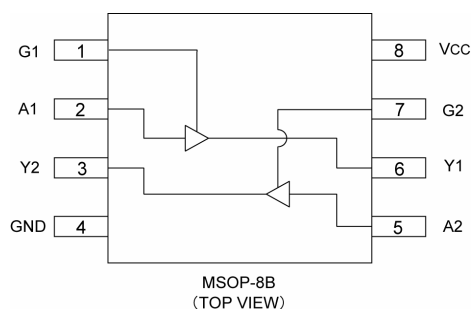 G1 1 8 VCC
A1 2 7 G2
Y2 3 6 Y1
GND 4 5 A2
MSOP-8B
(TOP VIEW)